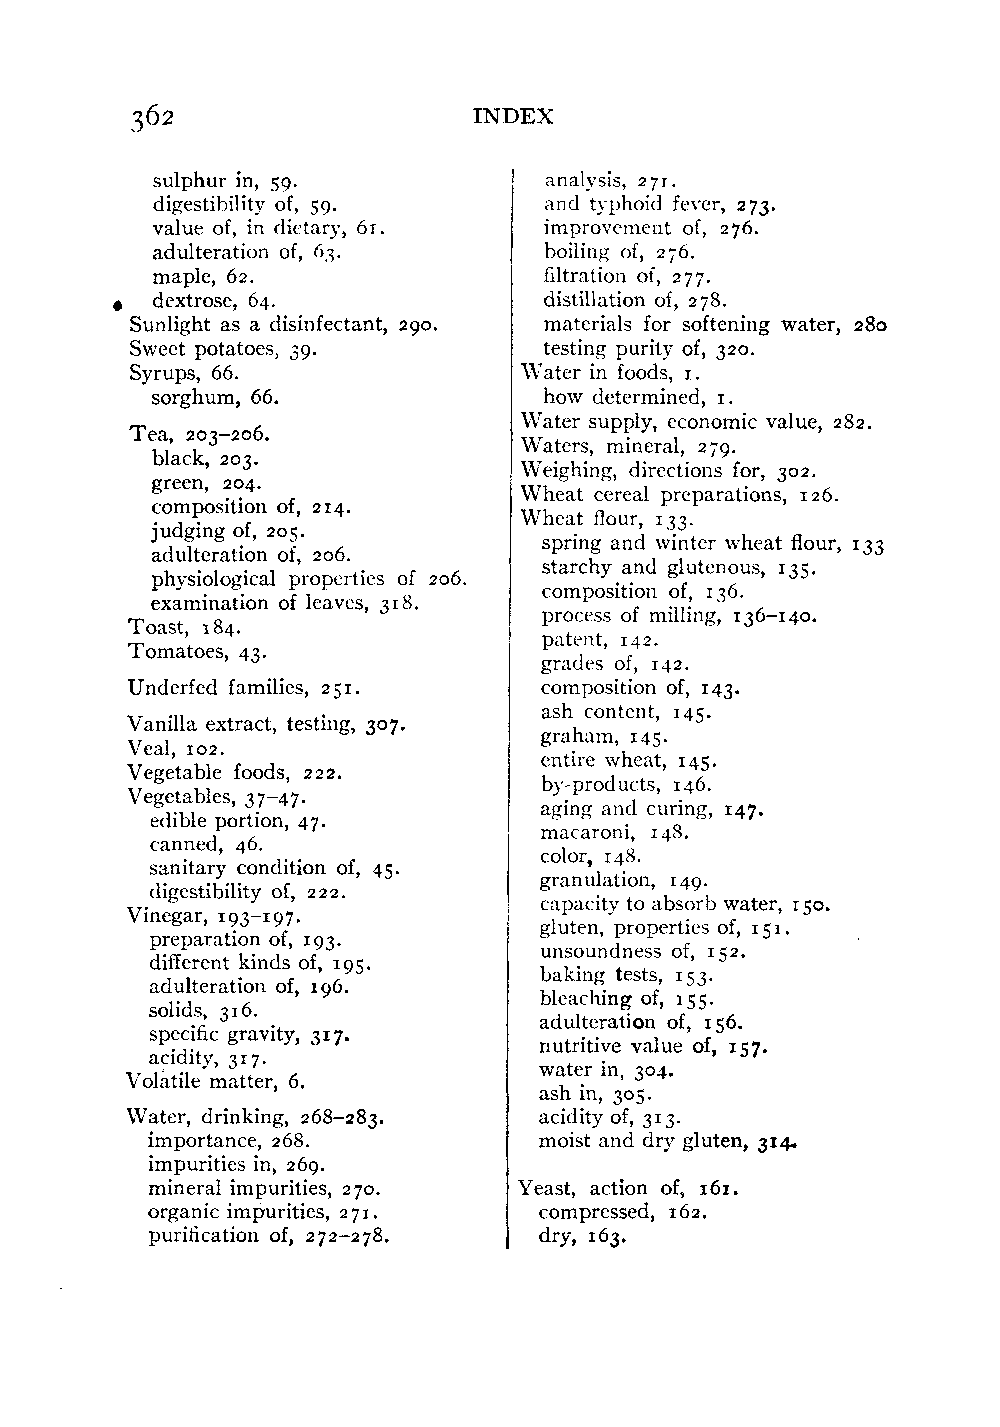 362
INDEX
sulphur in, 59.
digestibility of, 59.
value of, in dietary, 61.
adulteration of, 63.
maple, 62.
dextrose, 64.
Sunlight as a disinfectant, 290.
Sweet potatoes, 39.
Syrups, 66.
sorghum, 66.
Tea, 203–206.
black, 203.
green, 204.
composition of, 214.
judging of, 205.
adulteration of, 206.
physiological properties of 206.
examination of leaves, 318.
Toast, 184.
Tomatoes, 43.
Underfed families, 251.
Vanilla extract, testing, 307.
Veal, 102.
Vegetable foods, 222.
Vegetables, 37–47.
edible portion, 47.
canned, 46.
sanitary condition of, 45.
digestibility of, 222.
Vinegar, 193–197.
preparation of, 193.
different kinds of, 195.
adulteration of, 196.
solids, 316.
specific gravity, 317.
acidity, 317.
Volatile matter, 6.
Water, drinking, 268–283.
importance, 268.
impurities in, 269.
mineral impurities, 270.
organic impurities, 271.
purification of, 272–278.
analysis, 271.
and typhoid fever, 273.
improvement of, 276.
boiling of, 276.
filtration of, 277.
distillation of, 278.
materials for softening water, 280
testing purity of, 320.
Water in foods, 1.
how determined, 1.
Water supply, economic value, 282.
Waters, mineral, 279.
Weighing, directions for, 302.
Wheat cereal preparations, 126.
Wheat flour, 133.
spring and winter wheat flour, 133
starchy and glutenous, 135.
composition of, 136.
process of milling, 136–140.
patent, 142.
grades of, 142.
composition of, 143.
ash content, 145.
graham, 145.
entire wheat, 145.
by-products, 146.
aging and curing, 147.
macaroni, 148.
color, 148.
granulation, 149.
capacity to absorb water, 150.
gluten, properties of, 151.
unsoundness of, 152.
baking tests, 153.
bleaching of, 155.
adulteration of, 156.
nutritive value of, 157.
water in, 304.
ash in, 305.
acidity of, 313.
moist and dry gluten, 314.
Yeast, action of, 161.
compressed, 162.
dry, 163.